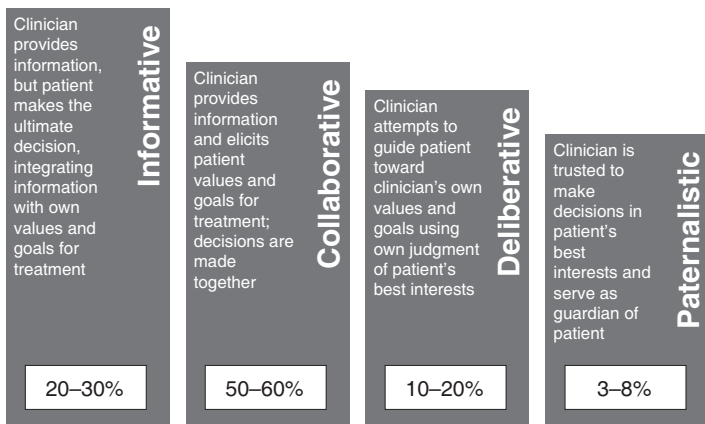 Clinician
provides
information,
but patient
makes the
ultimate
decision,
integrating
information
with own
values and
goals for
treatment
Informative
20–30%
Clinician
provides
information
and elicits
patient
values and
goals for
treatment;
decisions are
made
together
Collaborative
50–60%
Clinician
attempts to
guide patient
toward
clinician's own
values and
goals using
own judgment
of patient's
best interests
Deliberative
10–20%
Clinician is
trusted to
make
decisions in
patient's
best
interests and
serve as
guardian of
patient
Paternalistic
3–8%